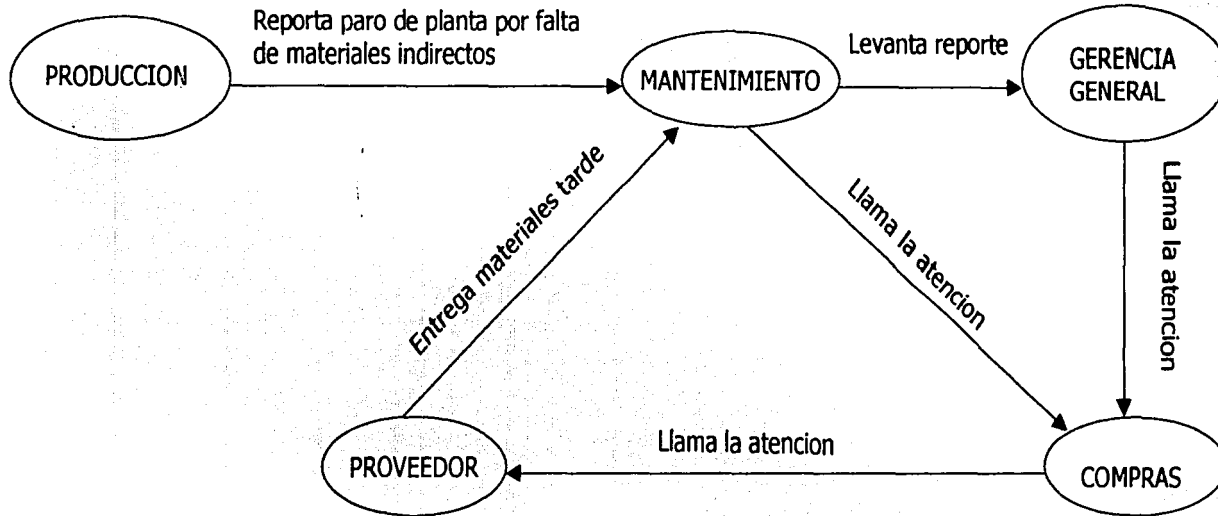 Reporta paro de planta por falta
de materiales indirectos
PRODUCCION
MANTENIMIENTO
Levanta reporte
GERENCIA
GENERAL
Entrega materiales tarde
Llama la atencion
Llama la atencion
PROVEEDOR
Llama la atencion
COMPRAS